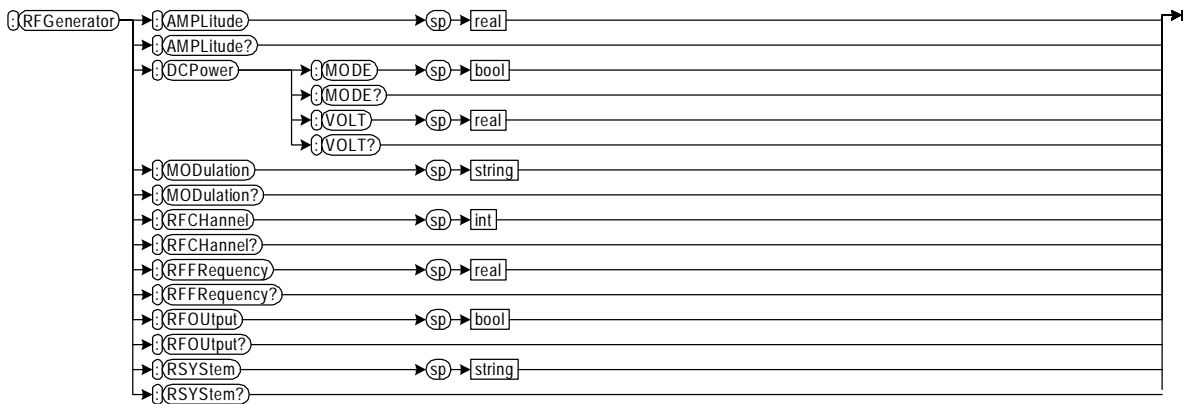 :RFGenerator :AMPLitude sp real
:AMPLitude?
:DCPower :MODE sp bool
:MODE?
:VOLT sp real
:VOLT?
:MODulation sp string
:MODulation?
:RFCHannel sp int
:RFCHannel?
:RFFRequency sp real
:RFFRequency?
:RFOUtput sp bool
:RFOUtput?
:RSYStem sp string
:RSYStem?